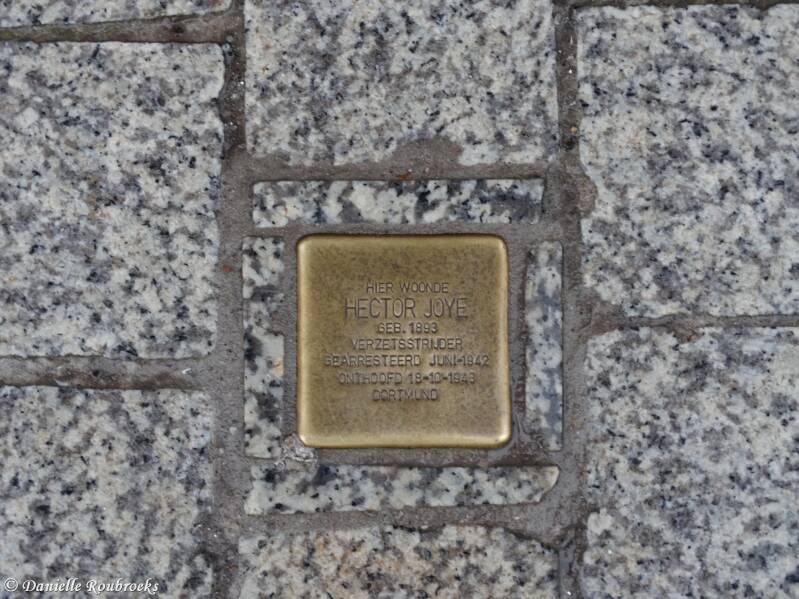 HIER WOONDE
HECTOR JOYE
GEB. 1893
VERZETSSTRIJDER
GEARRESTEERD JUNI-1942
ONTHOOFD 18-10-1943
DORTMUND
© Danielle Roubroeks